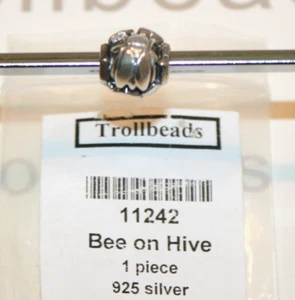 Trollbeads
11242
Bee on Hive
1 piece
925 silver